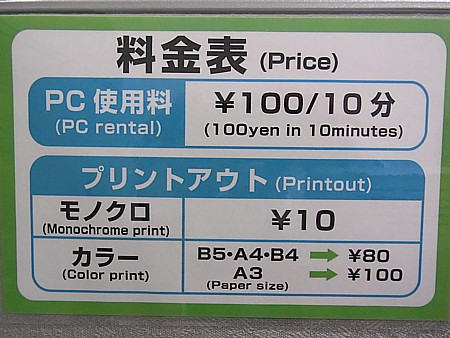 料金表 (Price)
PC 使用料
(PC rental)
¥100/10分
(100yen in 10minutes)
プリントアウト (Printout)
モノクロ
(Monochrome print)
¥10
カラー
(Color print)
B5・A4・B4 → ¥80
A3 → ¥100
(Paper size)